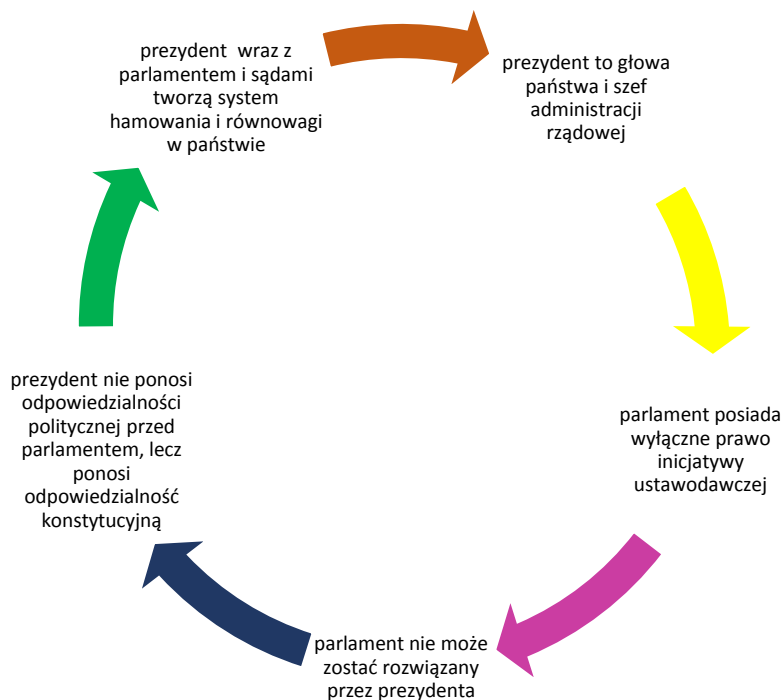 prezydent wraz z
parlamentem i sądami
tworzą system
hamowania i równowagi
w państwie
prezydent to głowa
państwa i szef
administracji
rządowej
parlament posiada
wyłączne prawo
inicjatywy
ustawodawczej
parlament nie może
zostać rozwiązany
przez prezydenta
prezydent nie ponosi
odpowiedzialności
politycznej przed
parlamentem, lecz
ponosi
odpowiedzialność
konstytucyjną